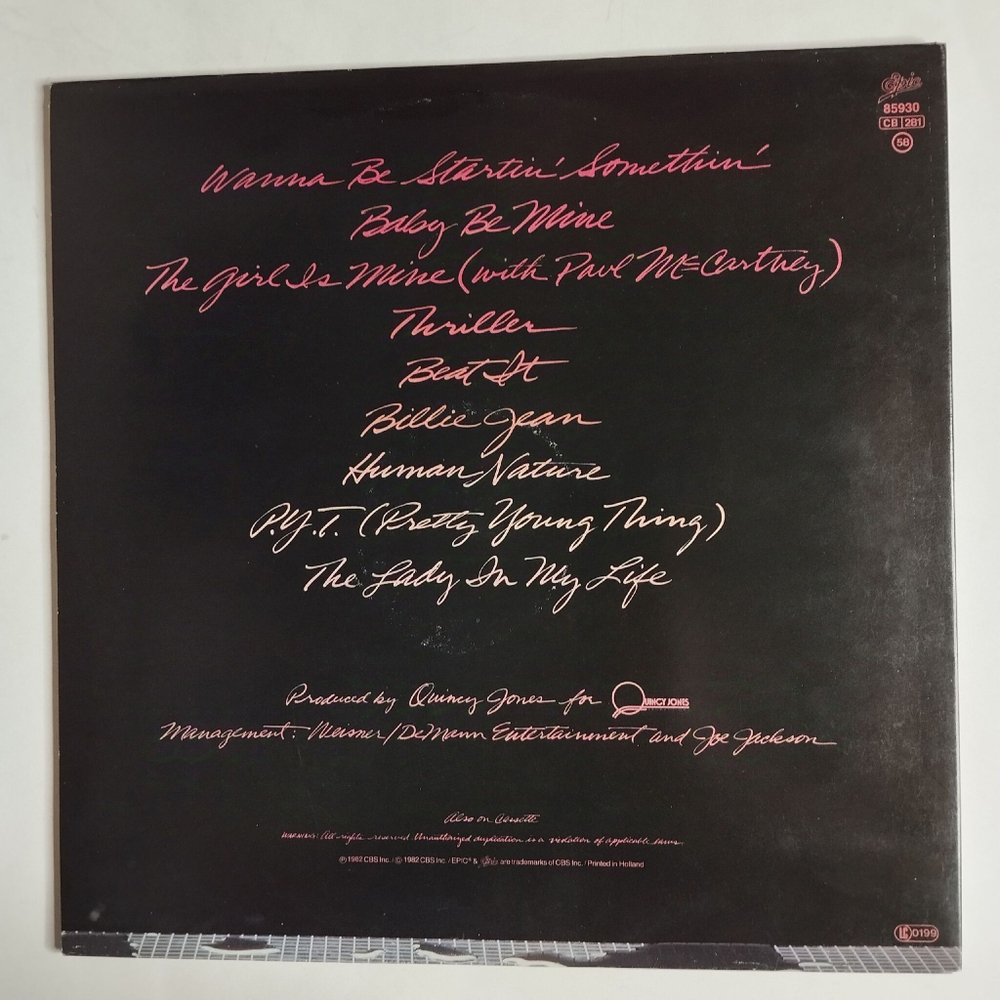 Epic
85930
CB 281
58
Wanna Be Startin' Somethin'
Baby Be Mine
The Girl Is Mine (with Paul McCartney)
Thriller
Beat It
Billie Jean
Human Nature
P.Y.T. (Pretty Young Thing)
The Lady In My Life
Produced by Quincy Jones for QUINCY JONES
Management: Weisner/DeMann Entertainment and Joe Jackson
Also on Cassette
WARNING: All rights reserved. Unauthorized duplication is a violation of applicable laws.
℗ 1982 CBS Inc. / © 1982 CBS Inc. / EPIC® & Epic are trademarks of CBS Inc. / Printed in Holland
LC 0199